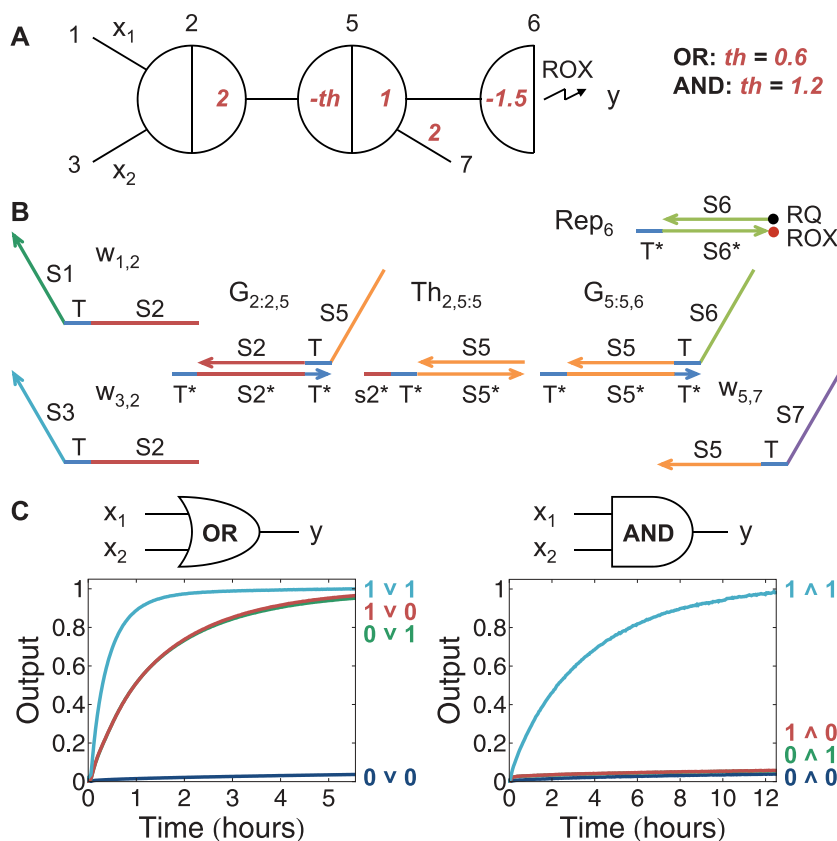 A
1
x1
2
5
6
2
-th
1
-1.5
ROX
y
3
x2
2
7
OR: th = 0.6
AND: th = 1.2
B
S1
w1,2
T
S2
S3
w3,2
T
S2
G2:2,5
S5
S2
T
T*
S2*
T*
Th2,5:5
S5
s2*
T*
S5*
G5:5,6
S6
S5
T
T*
S5*
T*
Rep6
S6
RQ
ROX
T*
S6*
w5,7
S7
S5
T
C
x1
x2
OR
y
Output
1
0.8
0.6
0.4
0.2
0
0
1
2
3
4
5
Time (hours)
1 ∨ 1
1 ∨ 0
0 ∨ 1
0 ∨ 0
x1
x2
AND
y
Output
1
0.8
0.6
0.4
0.2
0
0
2
4
6
8
10
12
Time (hours)
1 ∧ 1
1 ∧ 0
0 ∧ 1
0 ∧ 0